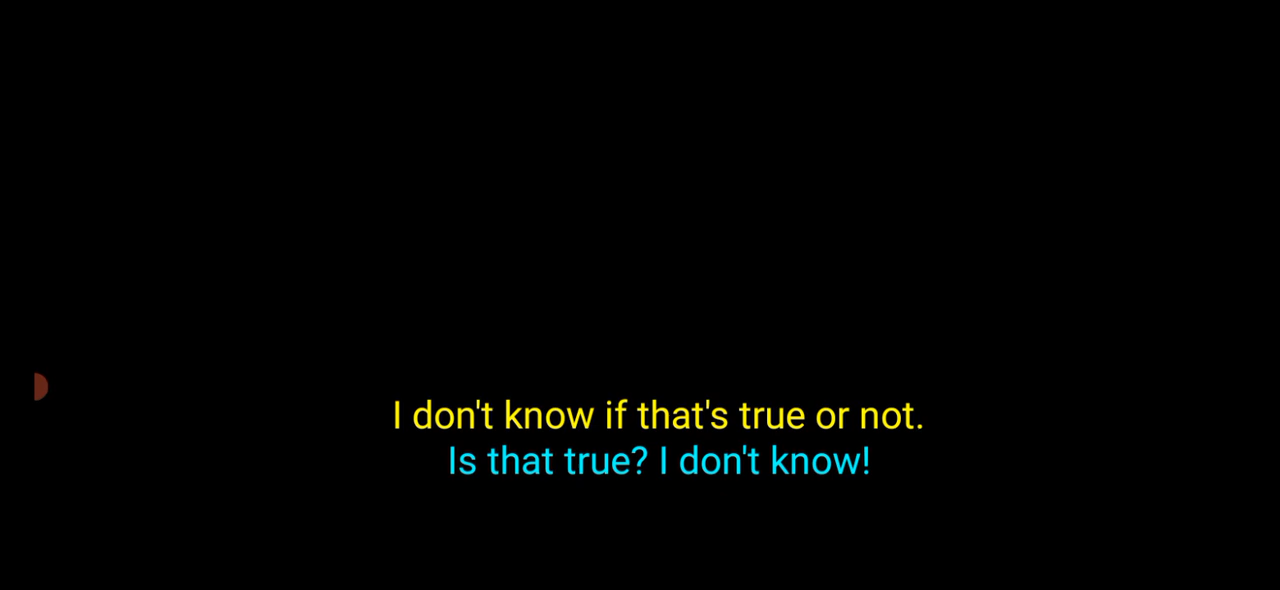 I don't know if that's true or not.
Is that true? I don't know!